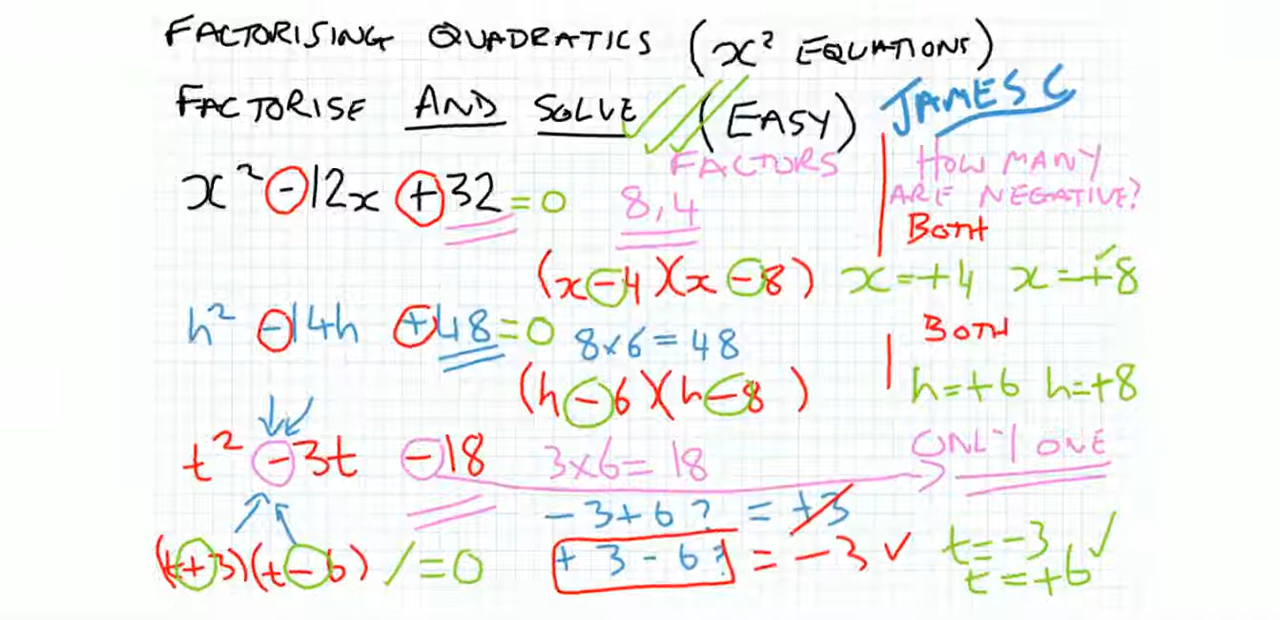 FACTORISING QUADRATICS (x² EQUATIONS)
FACTORISE AND SOLVE (EASY) JAMES C
FACTORS HOW MANY
ARE NEGATIVE?
x² -12x +32 = 0 8,4 BOTH
(x-4)(x-8) x=+4 x=+8
h² -14h +48 = 0 8×6=48 BOTH
(h-6)(h-8) h=+6 h=+8
t² -3t -18 3×6=18 ONLY ONE
-3+6? = +3
(t+3)(t-6) /=0 +3-6? = -3 ✓ t=-3 ✓
t=+6